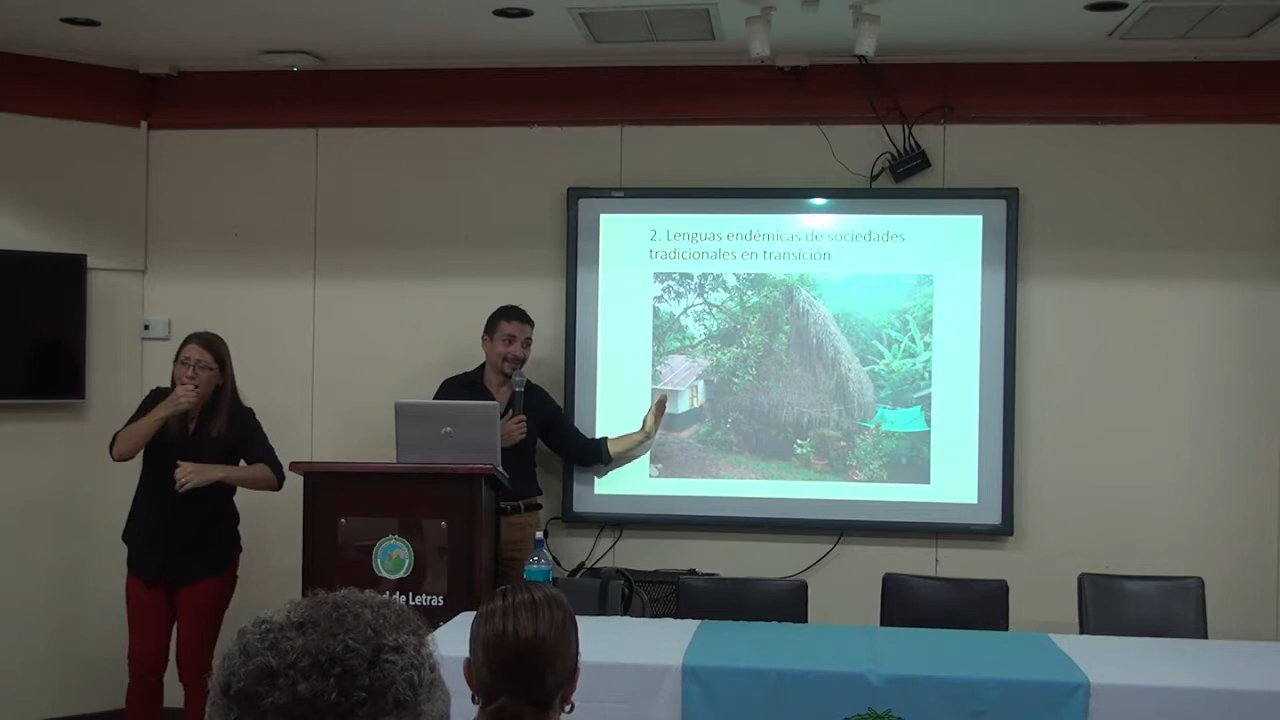 2. Lenguas endémicas de sociedades
tradicionales en transición
de Letras